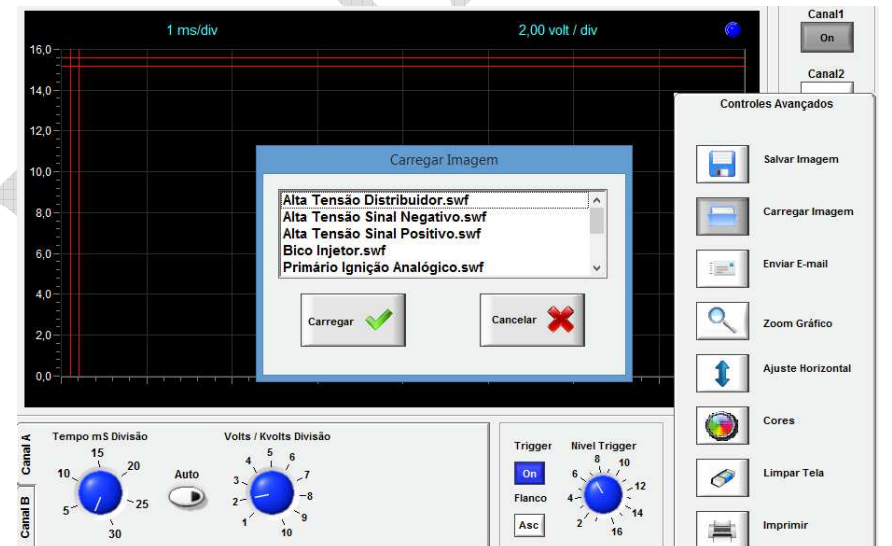 1 ms/div
2,00 volt / div
Canal1
On
Canal2
16,0
14,0
12,0
10,0
8,0
6,0
4,0
2,0
0,0
Carregar Imagem
Alta Tensão Distribuidor.swf
Alta Tensão Sinal Negativo.swf
Alta Tensão Sinal Positivo.swf
Bico Injetor.swf
Primário Ignição Analógico.swf
Carregar
Cancelar
Controles Avançados
Salvar Imagem
Carregar Imagem
Enviar E-mail
Zoom Gráfico
Ajuste Horizontal
Cores
Limpar Tela
Imprimir
Canal A
Canal B
Tempo mS Divisão
5
10
15
20
25
30
Auto
Volts / Kvolts Divisão
1
2
3
4
5
6
7
8
9
10
Trigger
On
Flanco
Asc
Nivel Trigger
2
4
6
8
10
12
14
16